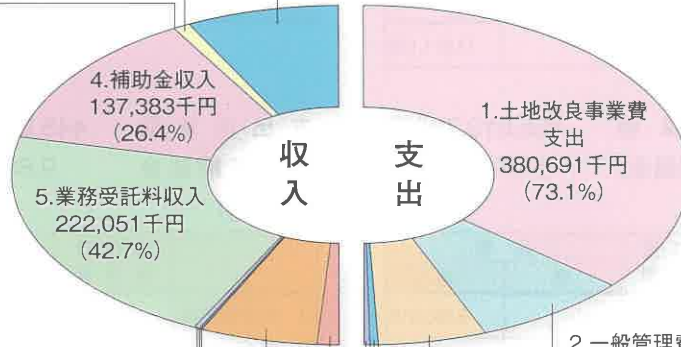 4.補助金収入
137,383千円
(26.4%)
5.業務受託料収入
222,051千円
(42.7%)
収入
支出
1.土地改良事業費
支出
380,691千円
(73.1%)
2.一般管理費